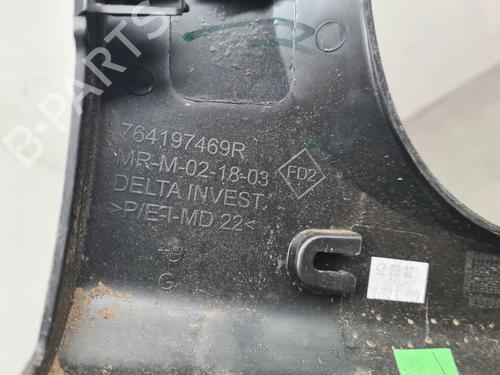 B-PARTS
764197469R
MR-M-02-18-03
DELTA INVEST.
>P/E-MD 22<
FD2
G